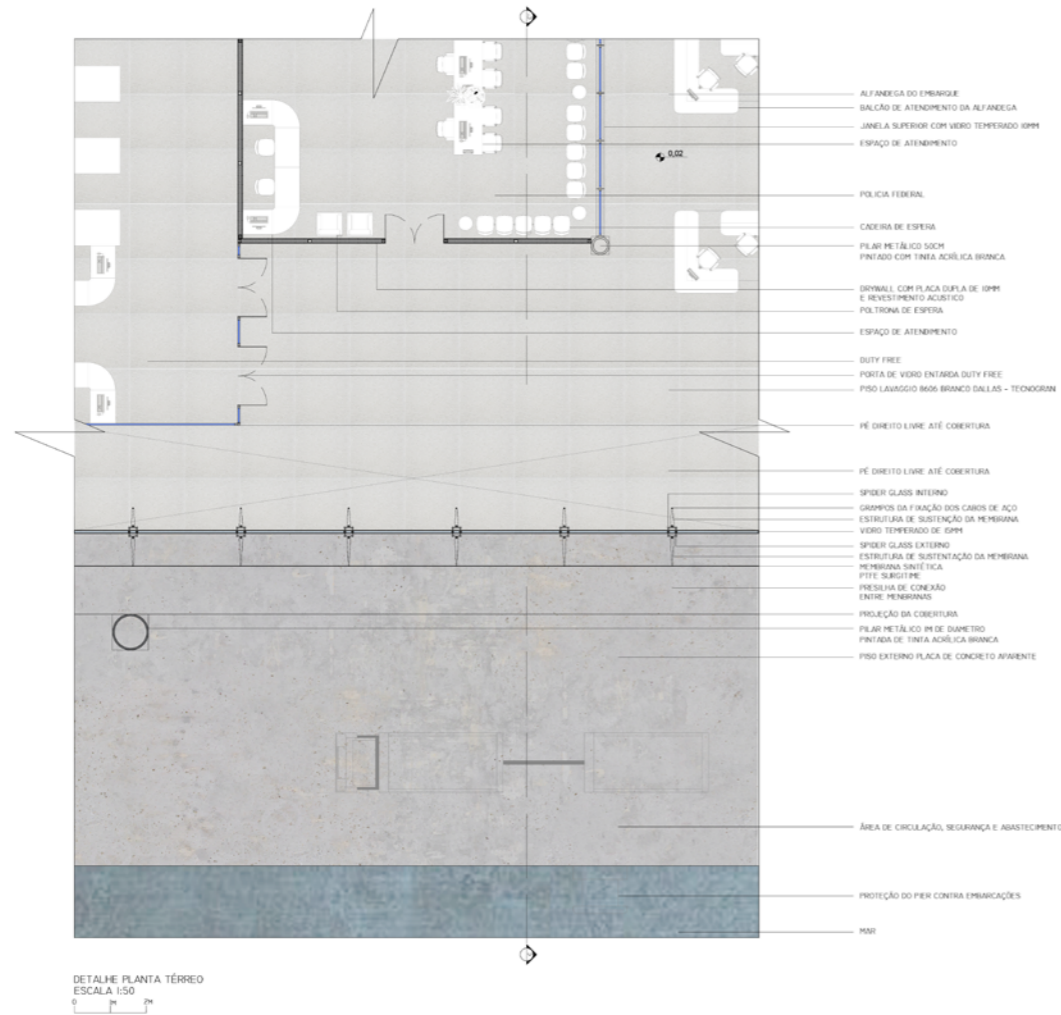 ALFANDEGA DO EMBARQUE
BALCÃO DE ATENDIMENTO DA ALFANDEGA
JANELA SUPERIOR COM VIDRO TEMPERADO 10MM
ESPAÇO DE ATENDIMENTO
0,02
POLICIA FEDERAL
CADEIRA DE ESPERA
PILAR METÁLICO 50CM
PINTADO COM TINTA ACRÍLICA BRANCA
DRYWALL COM PLACA DUPLA DE 10MM
E REVESTIMENTO ACUSTICO
POLTRONA DE ESPERA
ESPAÇO DE ATENDIMENTO
DUTY FREE
PORTA DE VIDRO ENTARDA DUTY FREE
PISO LAVAGGIO 8606 BRANCO DALLAS - TECNOGRAN
PÉ DIREITO LIVRE ATÉ COBERTURA
PÉ DIREITO LIVRE ATÉ COBERTURA
SPIDER GLASS INTERNO
GRAMPOS DA FIXAÇÃO DOS CABOS DE AÇO
ESTRUTURA DE SUSTENÇÃO DA MEMBRANA
VIDRO TEMPERADO DE 15MM
SPIDER GLASS EXTERNO
ESTRUTURA DE SUSTENTAÇÃO DA MEMBRANA
MEMBRANA SINTÉTICA
PTFE SURGITIME
PRESILHA DE CONEXÃO
ENTRE MENBRANAS
PROJEÇÃO DA COBERTURA
PILAR METÁLICO 1M DE DIAMETRO
PINTADA DE TINTA ACRÍLICA BRANCA
PISO EXTERNO PLACA DE CONCRETO APARENTE
ÁREA DE CIRCULAÇÃO, SEGURANÇA E ABASTECIMENTO
PROTEÇÃO DO PIER CONTRA EMBARCAÇÕES
MAR
DETALHE PLANTA TÉRREO
ESCALA 1:50
0 1M 2M